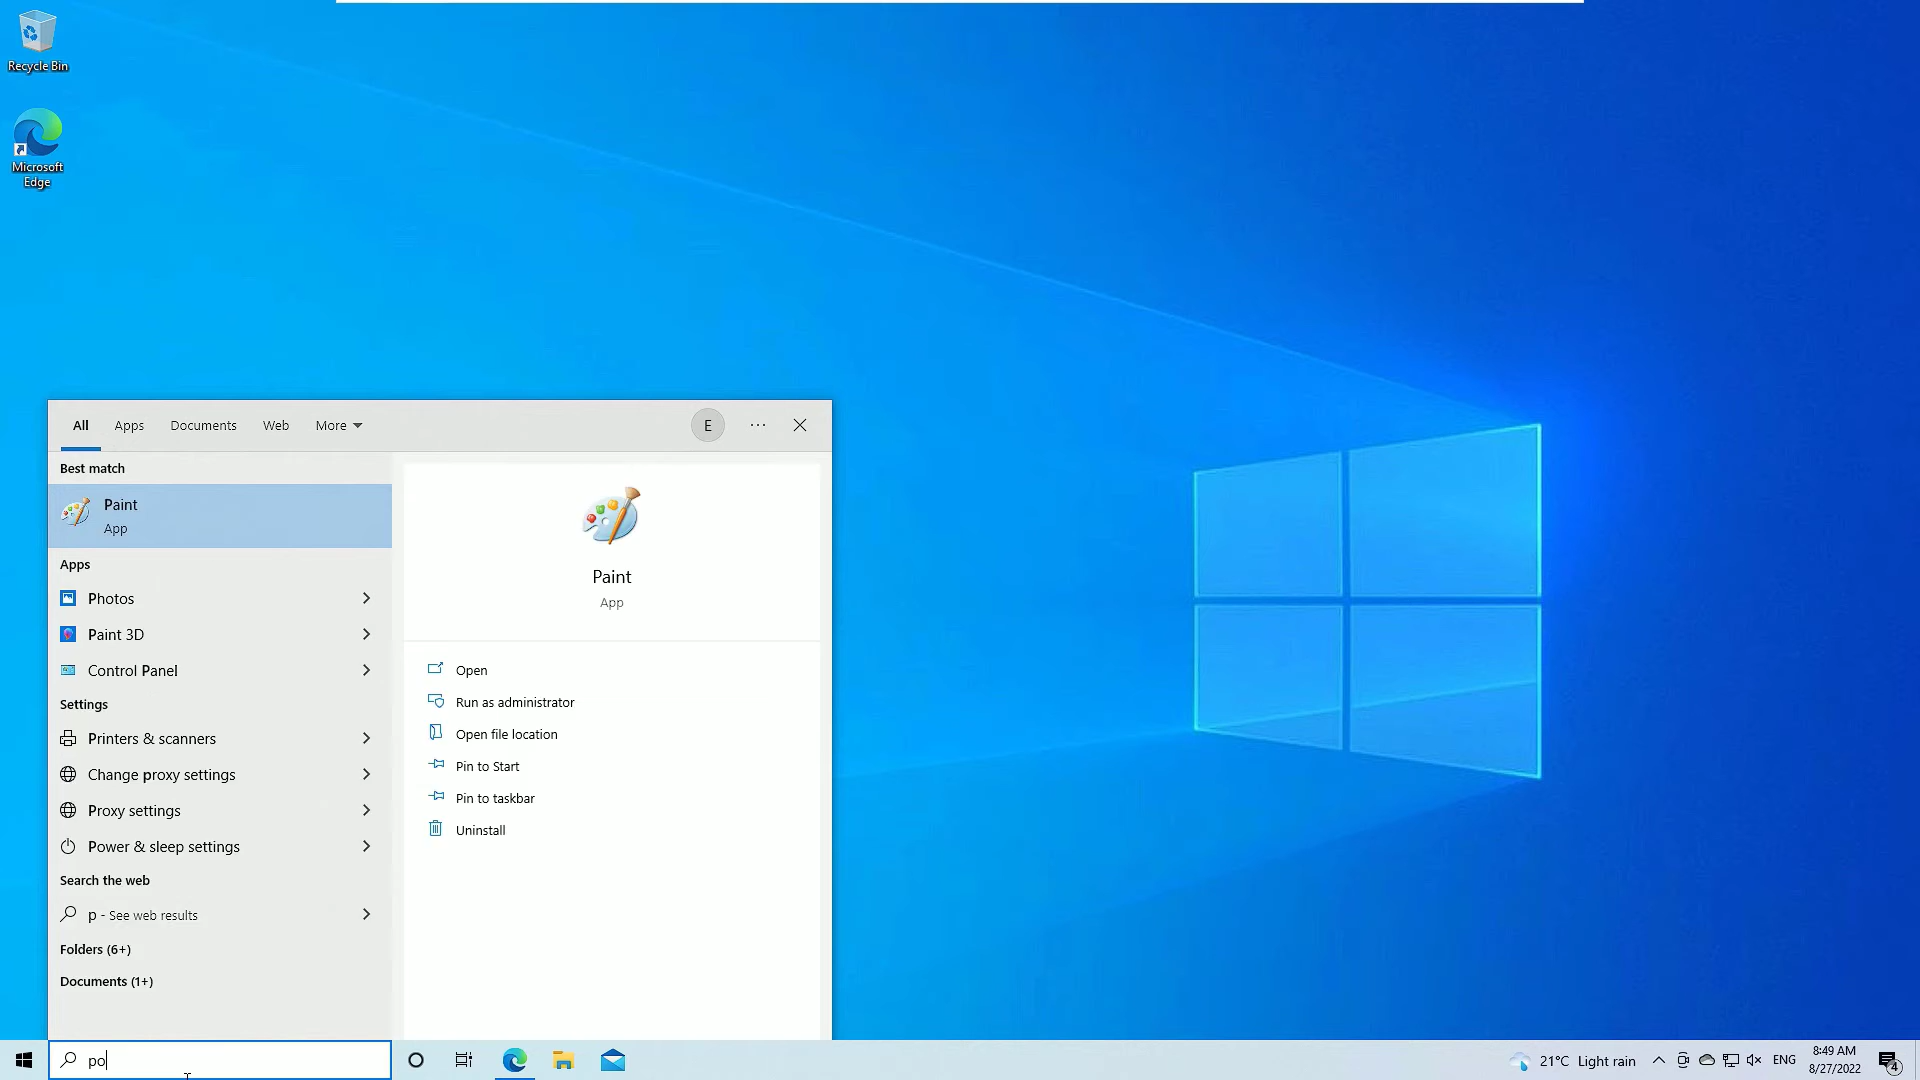 Recycle Bin
Microsoft
Edge
All Apps Documents Web More E ...
Best match
Paint
App
Apps
Photos
Paint 3D
Control Panel
Settings
Printers & scanners
Change proxy settings
Proxy settings
Power & sleep settings
Search the web
p - See web results
Folders (6+)
Documents (1+)
Paint
App
Open
Run as administrator
Open file location
Pin to Start
Pin to taskbar
Uninstall
po
21°C Light rain
ENG
8:49 AM
8/27/2022
4